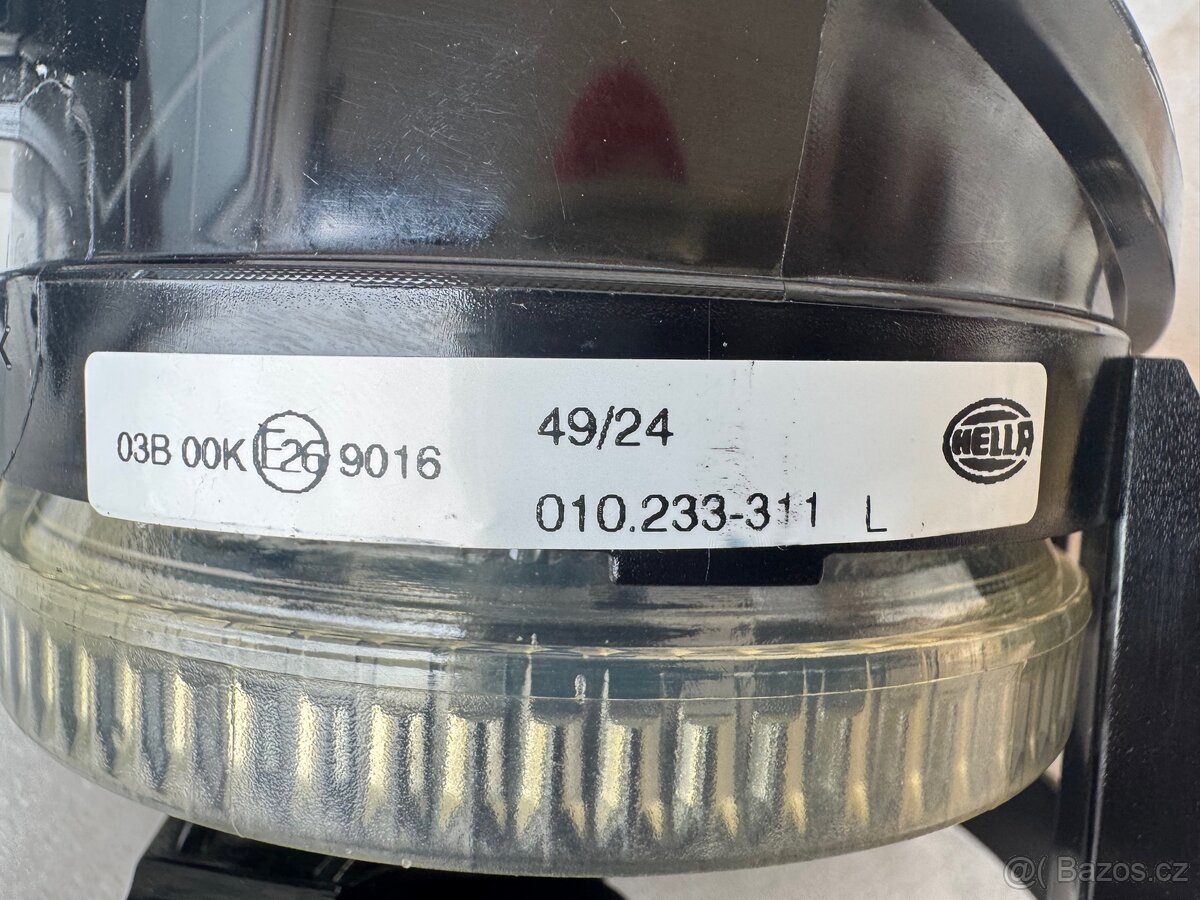 49/24
03B 00K E26 9016
HELLA
010.233-311 L
@( Bazos.cz